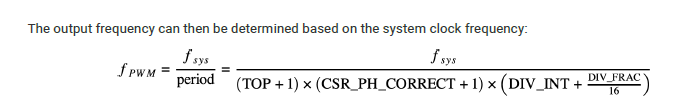 The output frequency can then be determined based on the system clock frequency:
f_PWM = f_sys / period = f_sys / ((TOP + 1) × (CSR_PH_CORRECT + 1) × (DIV_INT + DIV_FRAC / 16))